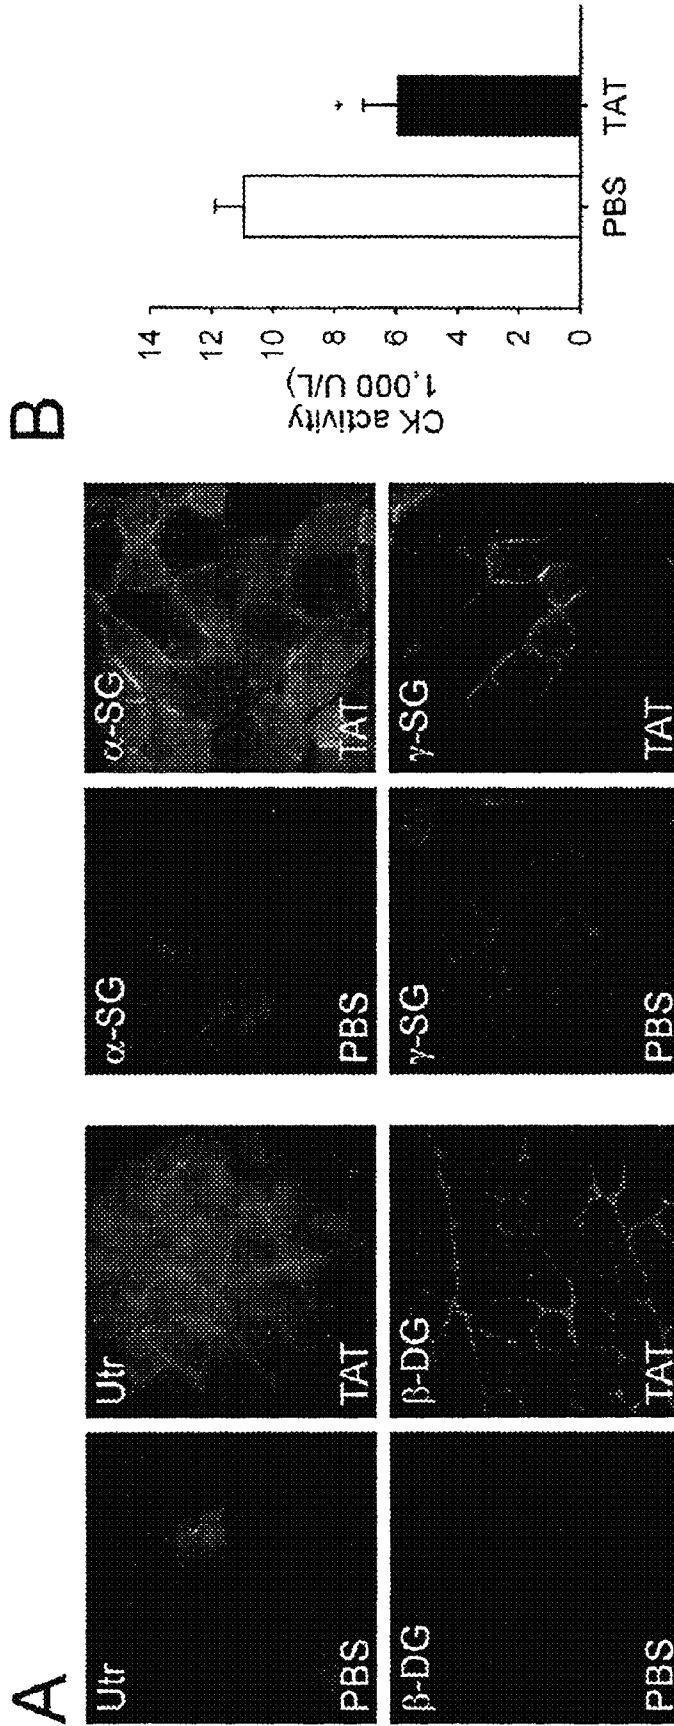 A
Utr
PBS
Utr
TAT
α-SG
PBS
α-SG
TAT
β-DG
PBS
β-DG
TAT
γ-SG
PBS
γ-SG
TAT
B
CK activity
1,000 U/L)
14
12
10
8
6
4
2
0
*
PBS
TAT